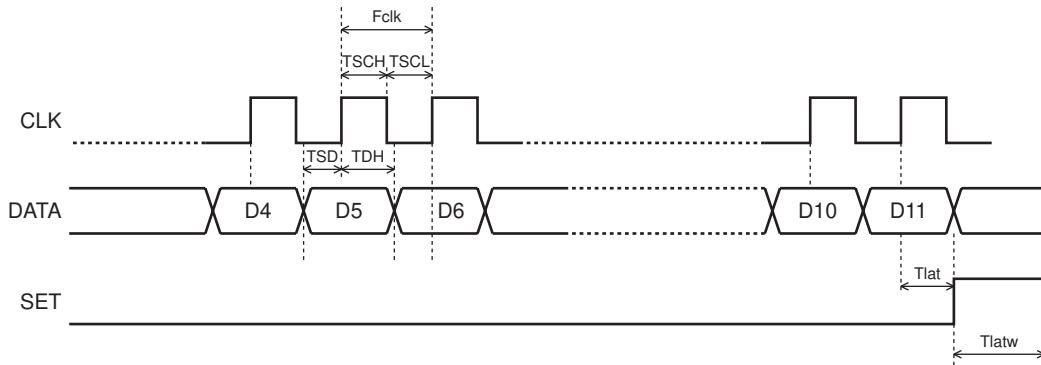 Fclk
TSCH TSCL
CLK
TSD TDH
DATA D4 D5 D6 D10 D11
Tlat
SET
Tlatw